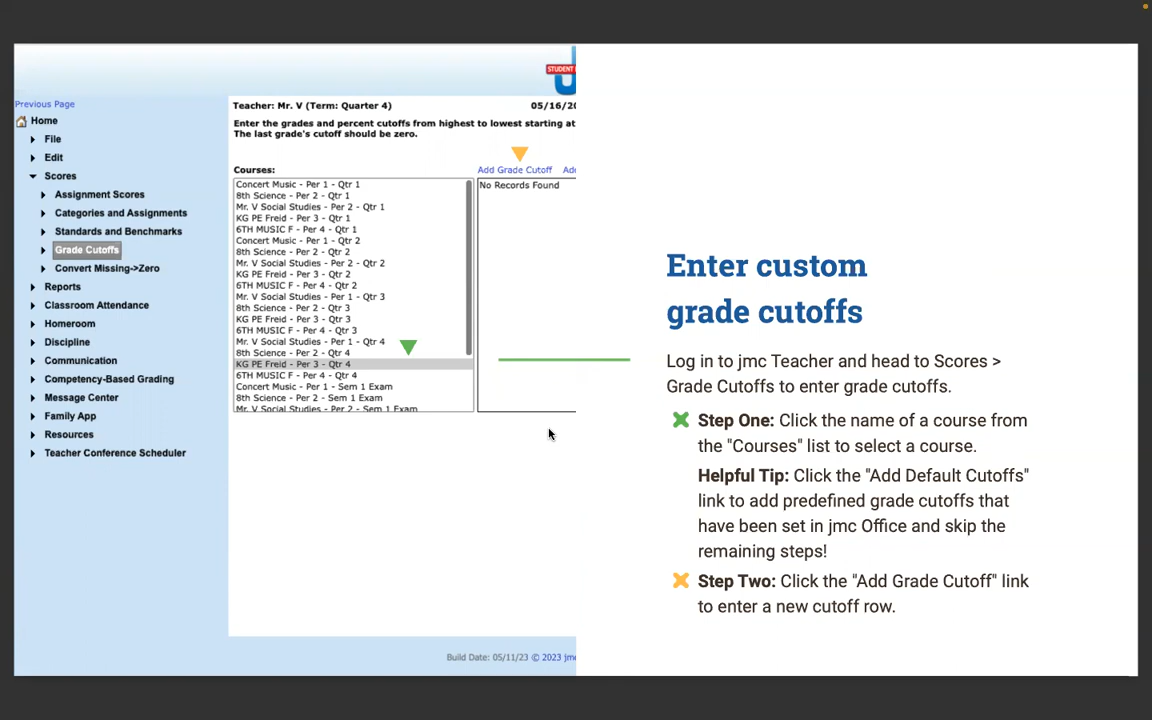 STUDENT
Previous Page
Home
File
Edit
Scores
Assignment Scores
Categories and Assignments
Standards and Benchmarks
Grade Cutoffs
Convert Missing->Zero
Reports
Classroom Attendance
Homeroom
Discipline
Communication
Competency-Based Grading
Message Center
Family App
Resources
Teacher Conference Scheduler
Teacher: Mr. V (Term: Quarter 4) 05/16/20
Enter the grades and percent cutoffs from highest to lowest starting at
The last grade's cutoff should be zero.
Courses:
Concert Music - Per 1 - Qtr 1
8th Science - Per 2 - Qtr 1
Mr. V Social Studies - Per 2 - Qtr 1
KG PE Freid - Per 3 - Qtr 1
6TH MUSIC F - Per 4 - Qtr 1
Concert Music - Per 1 - Qtr 2
8th Science - Per 2 - Qtr 2
Mr. V Social Studies - Per 2 - Qtr 2
KG PE Freid - Per 3 - Qtr 2
6TH MUSIC F - Per 4 - Qtr 2
Mr. V Social Studies - Per 1 - Qtr 3
8th Science - Per 2 - Qtr 3
KG PE Freid - Per 3 - Qtr 3
6TH MUSIC F - Per 4 - Qtr 3
Mr. V Social Studies - Per 1 - Qtr 4
8th Science - Per 2 - Qtr 4
KG PE Freid - Per 3 - Qtr 4
6TH MUSIC F - Per 4 - Qtr 4
Concert Music - Per 1 - Sem 1 Exam
8th Science - Per 2 - Sem 1 Exam
Mr. V Social Studies - Per 2 - Sem 1 Exam
Add Grade Cutoff
No Records Found
Build Date: 05/11/23 © 2023 jmc
Enter custom
grade cutoffs
Log in to jmc Teacher and head to Scores >
Grade Cutoffs to enter grade cutoffs.
Step One: Click the name of a course from
the "Courses" list to select a course.
Helpful Tip: Click the "Add Default Cutoffs"
link to add predefined grade cutoffs that
have been set in jmc Office and skip the
remaining steps!
Step Two: Click the "Add Grade Cutoff" link
to enter a new cutoff row.